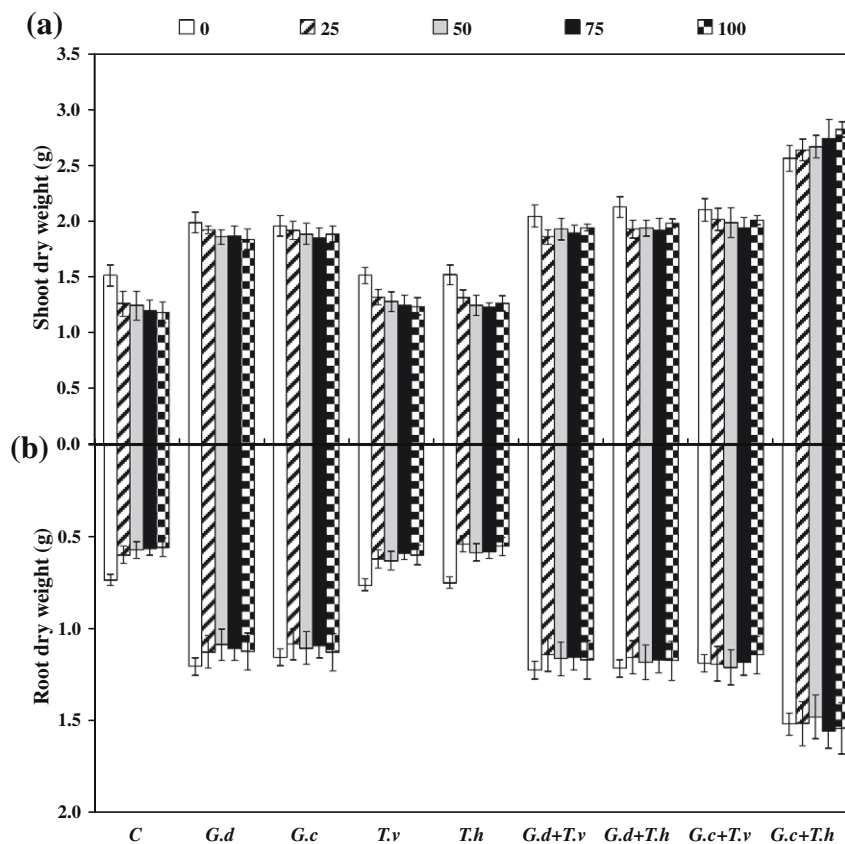 (a)
0 25 50 75 100
3.5
3.0
2.5
2.0
1.5
1.0
0.5
0.0
Shoot dry weight (g)
(b)
0.5
1.0
1.5
2.0
Root dry weight (g)
C G.d G.c T.v T.h G.d+T.v G.d+T.h G.c+T.v G.c+T.h